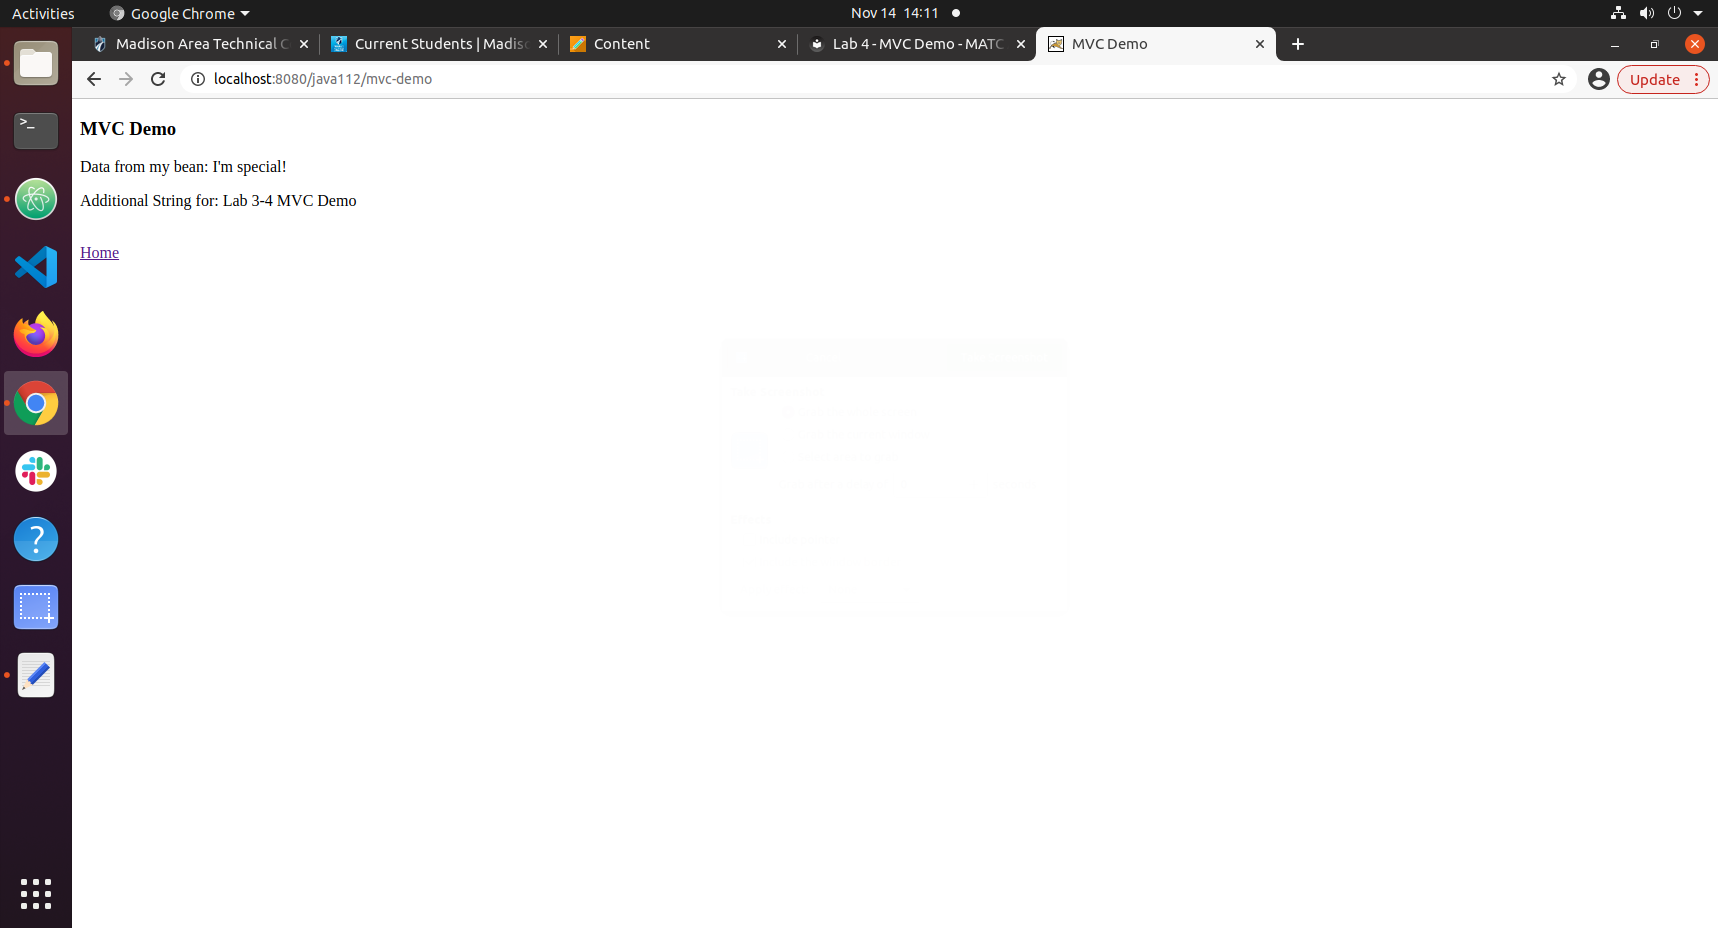 Activities
Google Chrome
Nov 14 14:11
Madison Area Technical C
Current Students | Madis
Content
Lab 4 - MVC Demo - MATC
MVC Demo
localhost:8080/java112/mvc-demo
Update
MVC Demo
Data from my bean: I'm special!
Additional String for: Lab 3-4 MVC Demo
Home